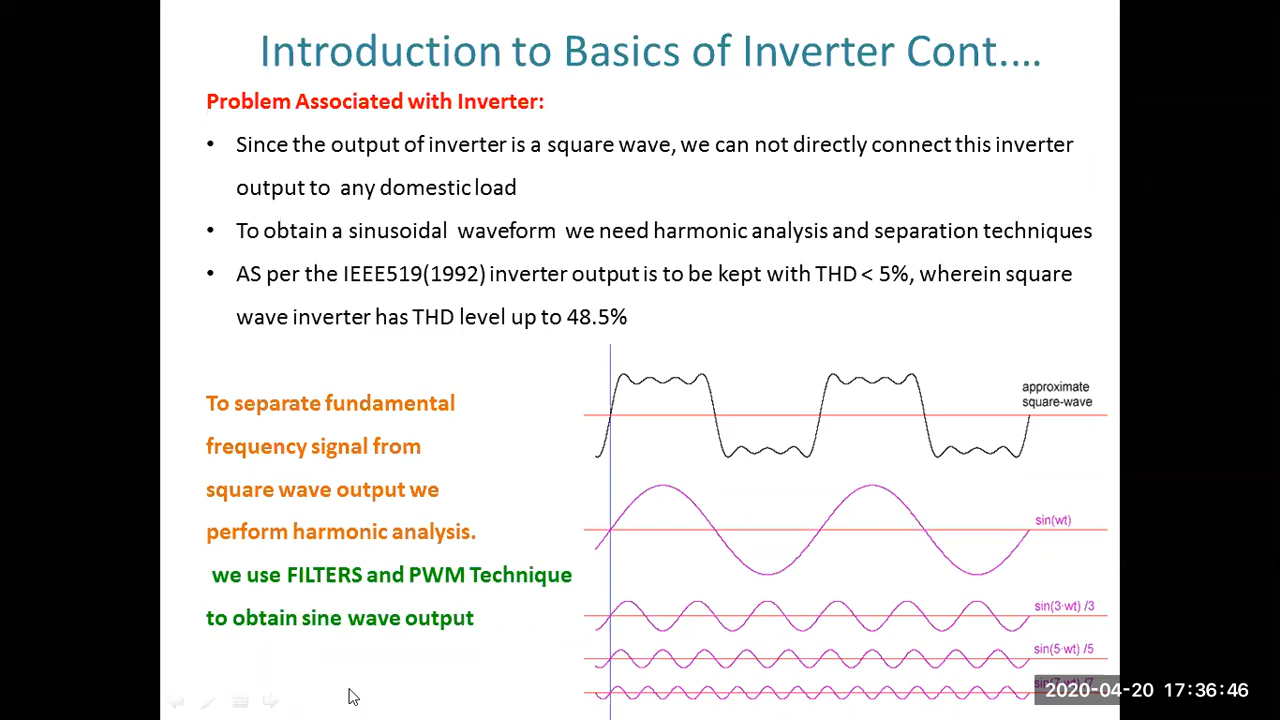 Introduction to Basics of Inverter Cont....
Problem Associated with Inverter:
• Since the output of inverter is a square wave, we can not directly connect this inverter
output to any domestic load
• To obtain a sinusoidal waveform we need harmonic analysis and separation techniques
• AS per the IEEE519(1992) inverter output is to be kept with THD < 5%, wherein square
wave inverter has THD level up to 48.5%
To separate fundamental
frequency signal from
square wave output we
perform harmonic analysis.
we use FILTERS and PWM Technique
to obtain sine wave output
approximate
square-wave
sin(wt)
sin(3·wt) /3
sin(5·wt) /5
sin(7·wt) /7
2020-04-20 17:36:46